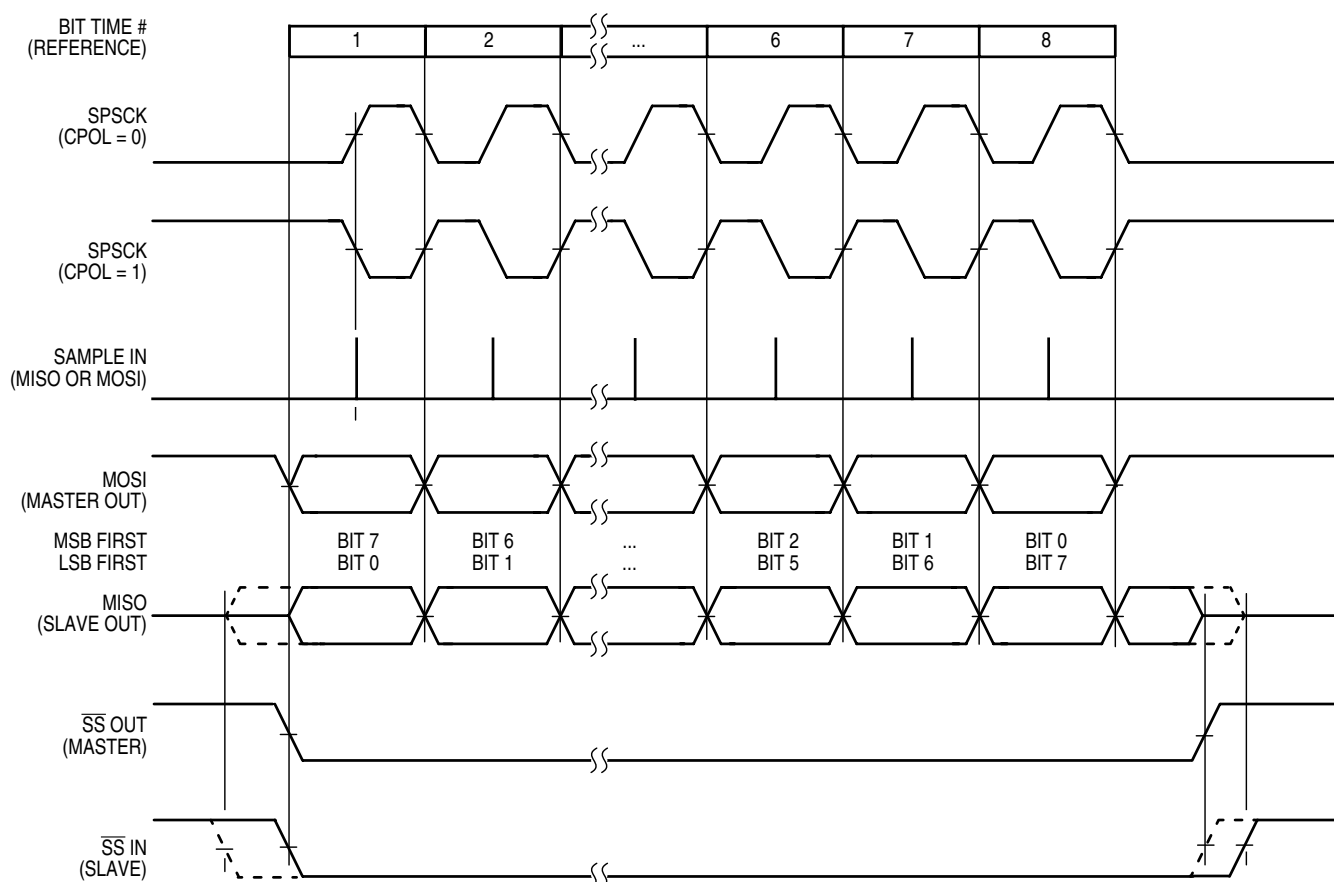 BIT TIME #
(REFERENCE)
1 2 ... 6 7 8
SPSCK
(CPOL = 0)
SPSCK
(CPOL = 1)
SAMPLE IN
(MISO OR MOSI)
MOSI
(MASTER OUT)
MSB FIRST BIT 7 BIT 6 ... BIT 2 BIT 1 BIT 0
LSB FIRST BIT 0 BIT 1 ... BIT 5 BIT 6 BIT 7
MISO
(SLAVE OUT)
S̅S̅ OUT
(MASTER)
S̅S̅ IN
(SLAVE)